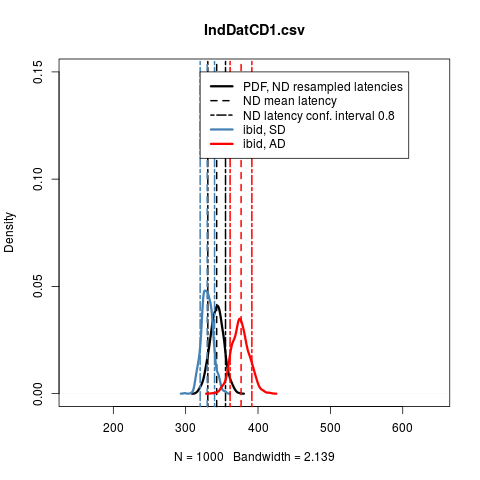 IndDatCD1.csv
PDF, ND resampled latencies
ND mean latency
ND latency conf. interval 0.8
ibid, SD
ibid, AD
Density
0.15
0.10
0.05
0.00
200 300 400 500 600
N = 1000 Bandwidth = 2.139